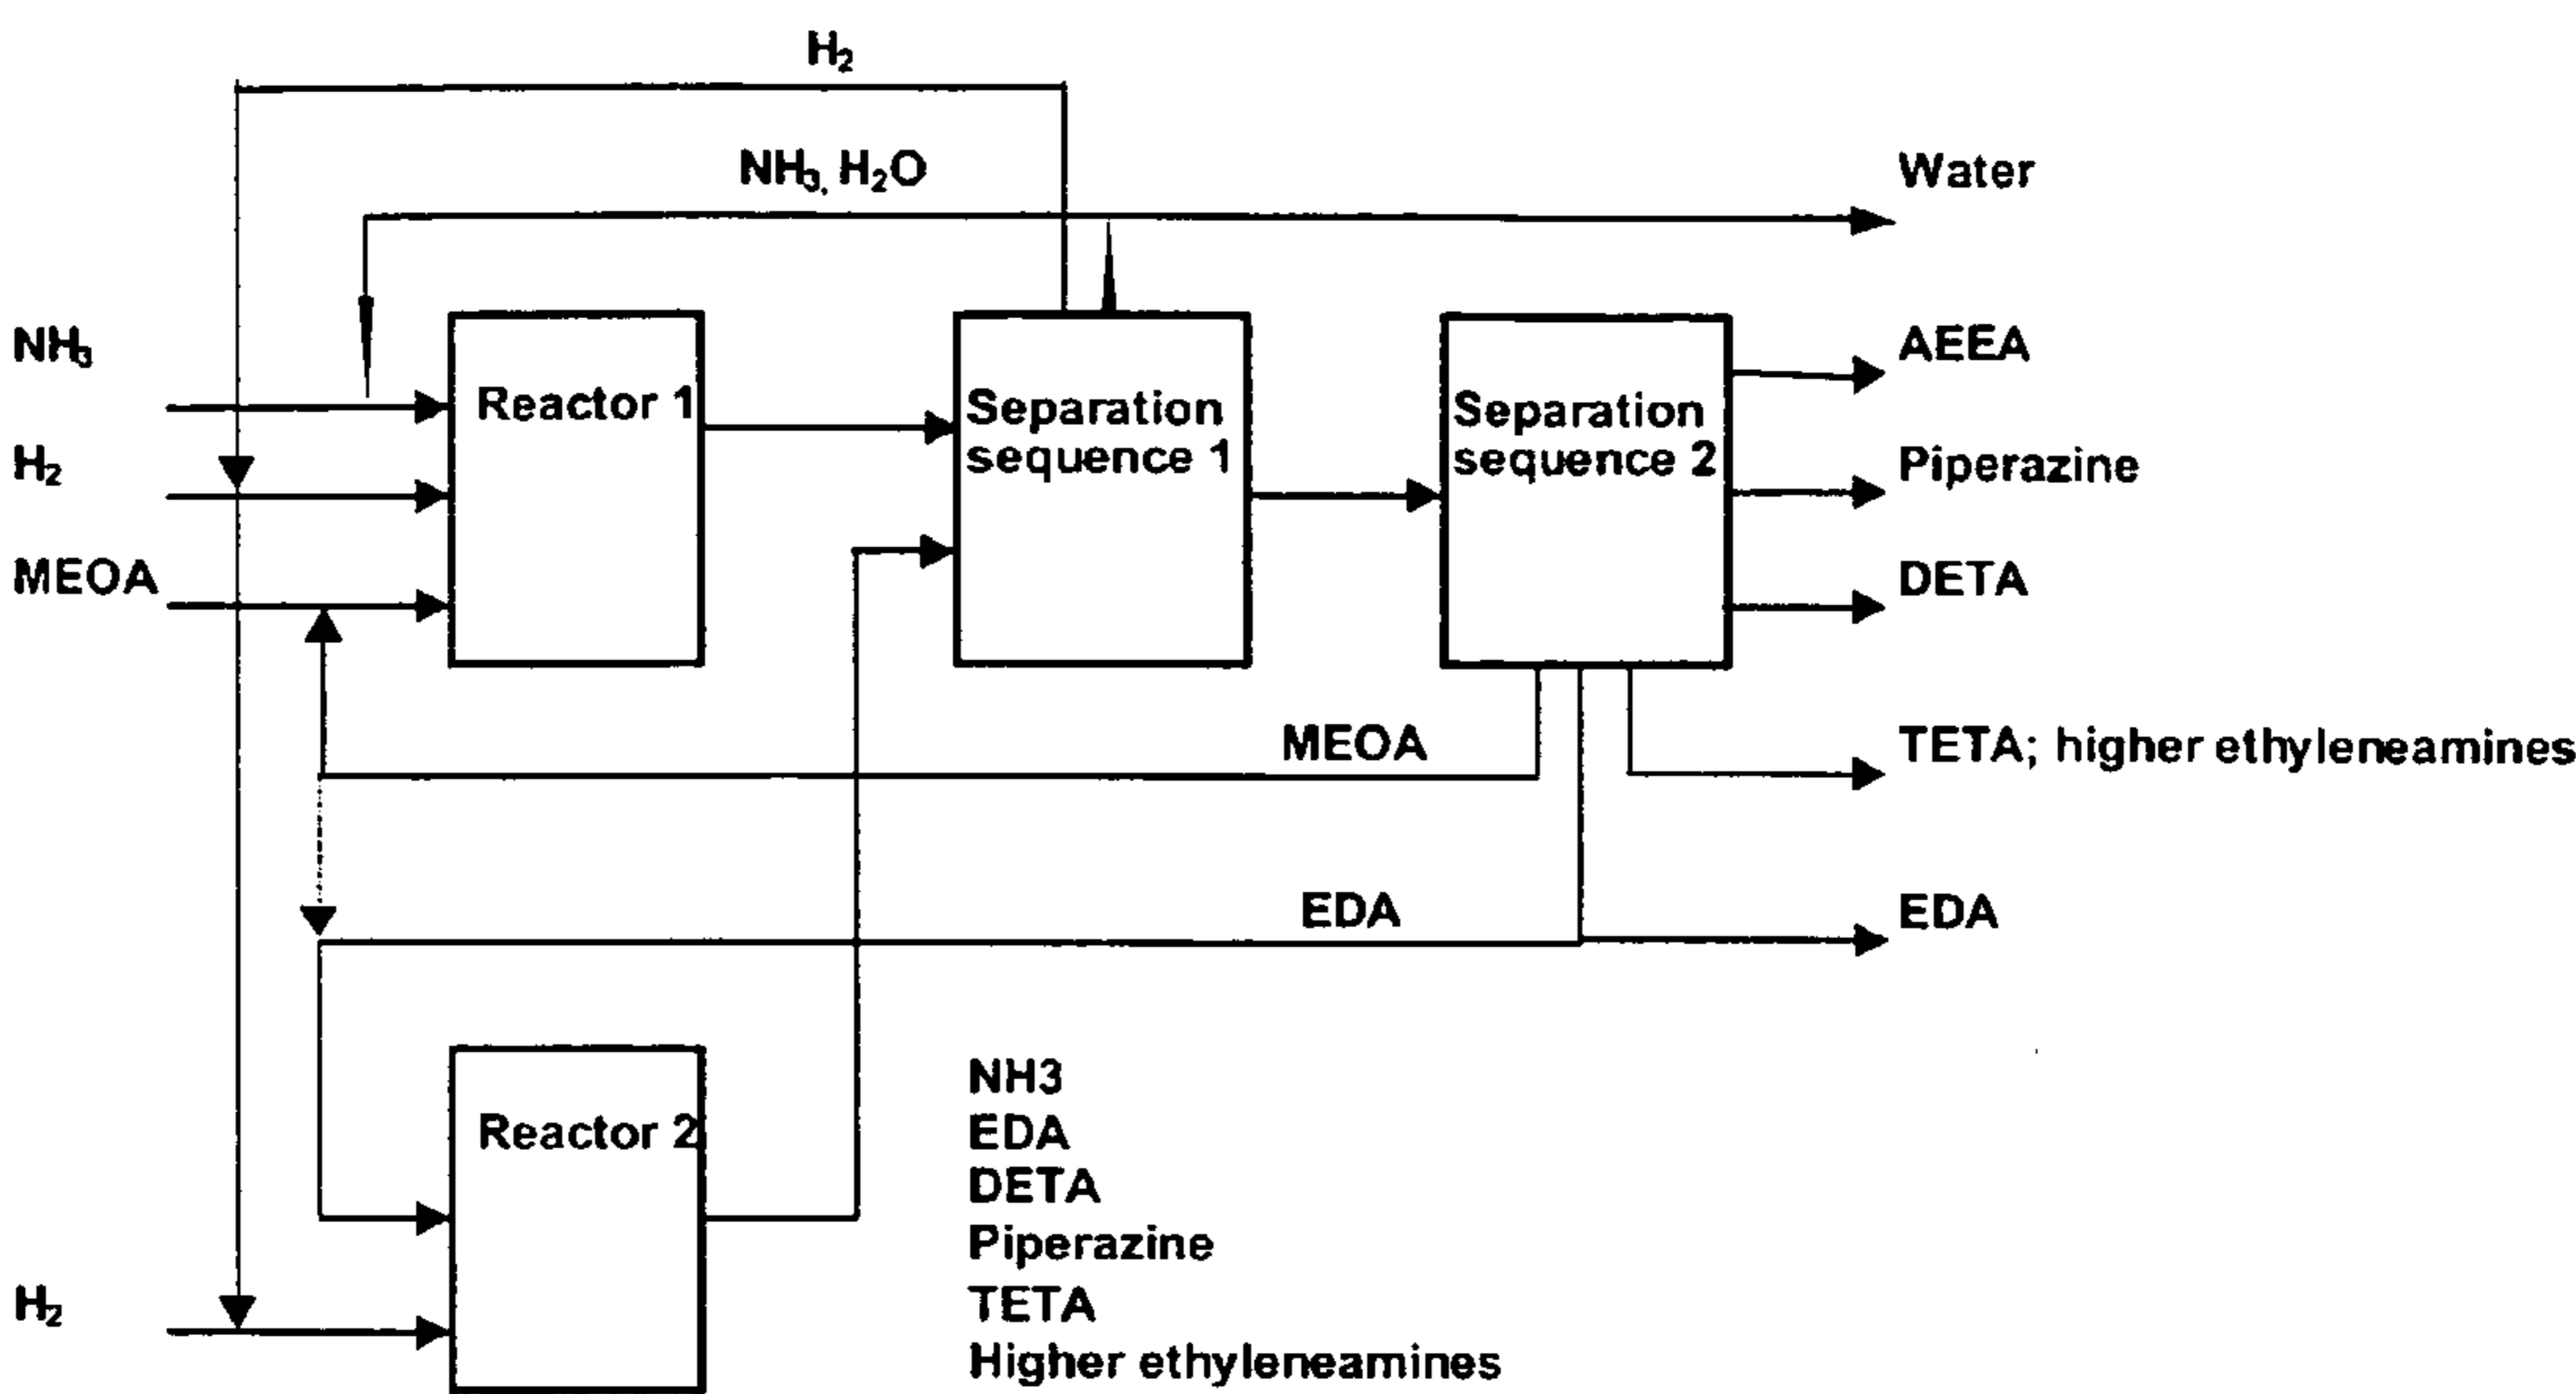 H₂
NH₃, H₂O
Water
NH₃
Reactor 1
Separation
sequence 1
Separation
sequence 2
AEEA
H₂
Piperazine
MEOA
DETA
MEOA
TETA; higher ethyleneamines
EDA
EDA
Reactor 2
NH3
EDA
DETA
Piperazine
TETA
Higher ethyleneamines
H₂